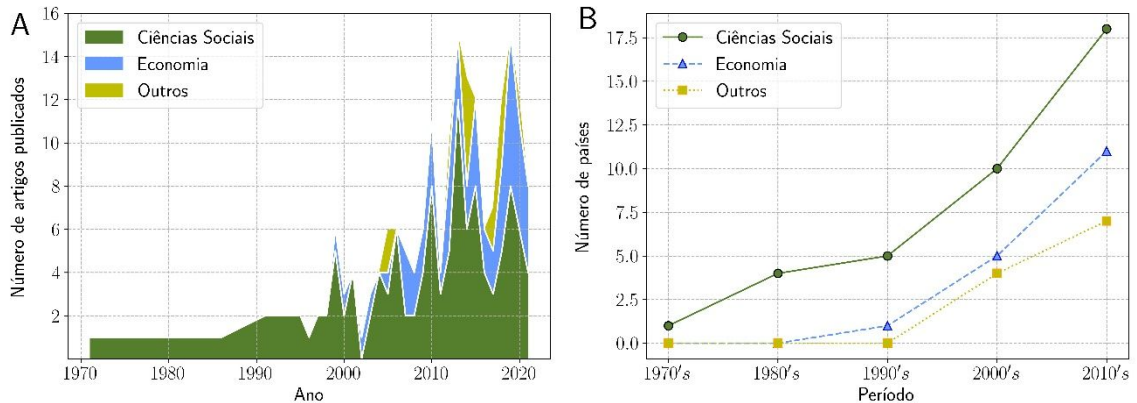 A
Ciências Sociais
Economia
Outros
Número de artigos publicados
16
14
12
10
8
6
4
2
1970
1980
1990
2000
2010
2020
Ano
B
Ciências Sociais
Economia
Outros
Número de países
17.5
15.0
12.5
10.0
7.5
5.0
2.5
0.0
1970's
1980's
1990's
2000's
2010's
Período